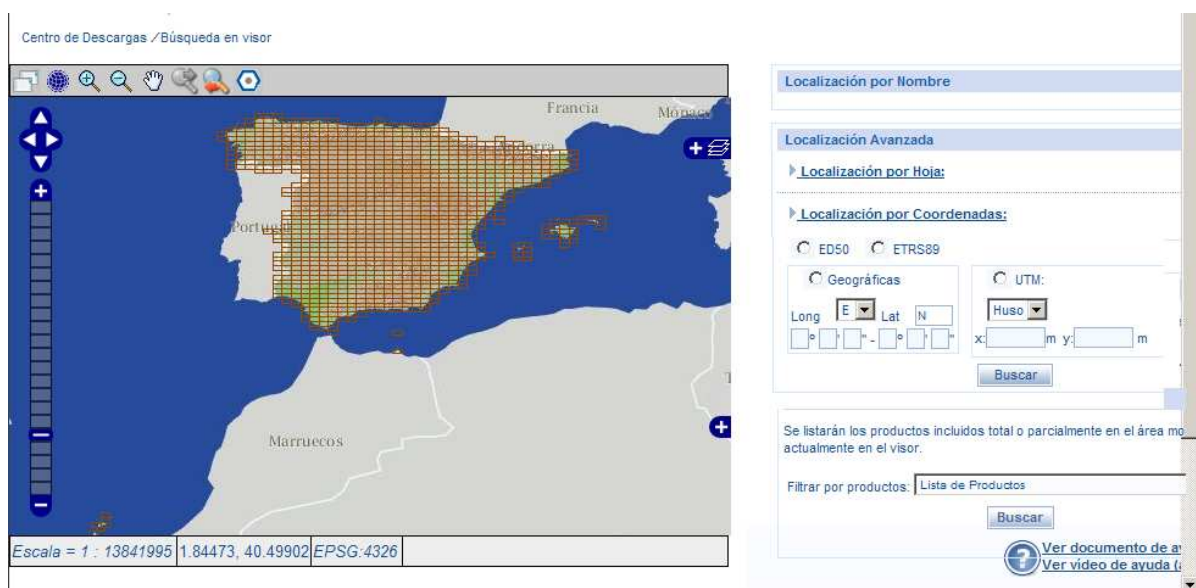 Centro de Descargas /Búsqueda en visor
Francia
Mónaco
Andorra
Portugal
Marruecos
Escala = 1 : 13841995 1.84473, 40.49902 EPSG:4326
Localización por Nombre
Localización Avanzada
Localización por Hoja:
Localización por Coordenadas:
ED50 ETRS89
Geográficas
Long E Lat N
º ' " - º ' "
UTM:
Huso
x: m y: m
Buscar
Se listarán los productos incluidos total o parcialmente en el área mo
actualmente en el visor.
Filtrar por productos: Lista de Productos
Buscar
Ver documento de a
Ver vídeo de ayuda (